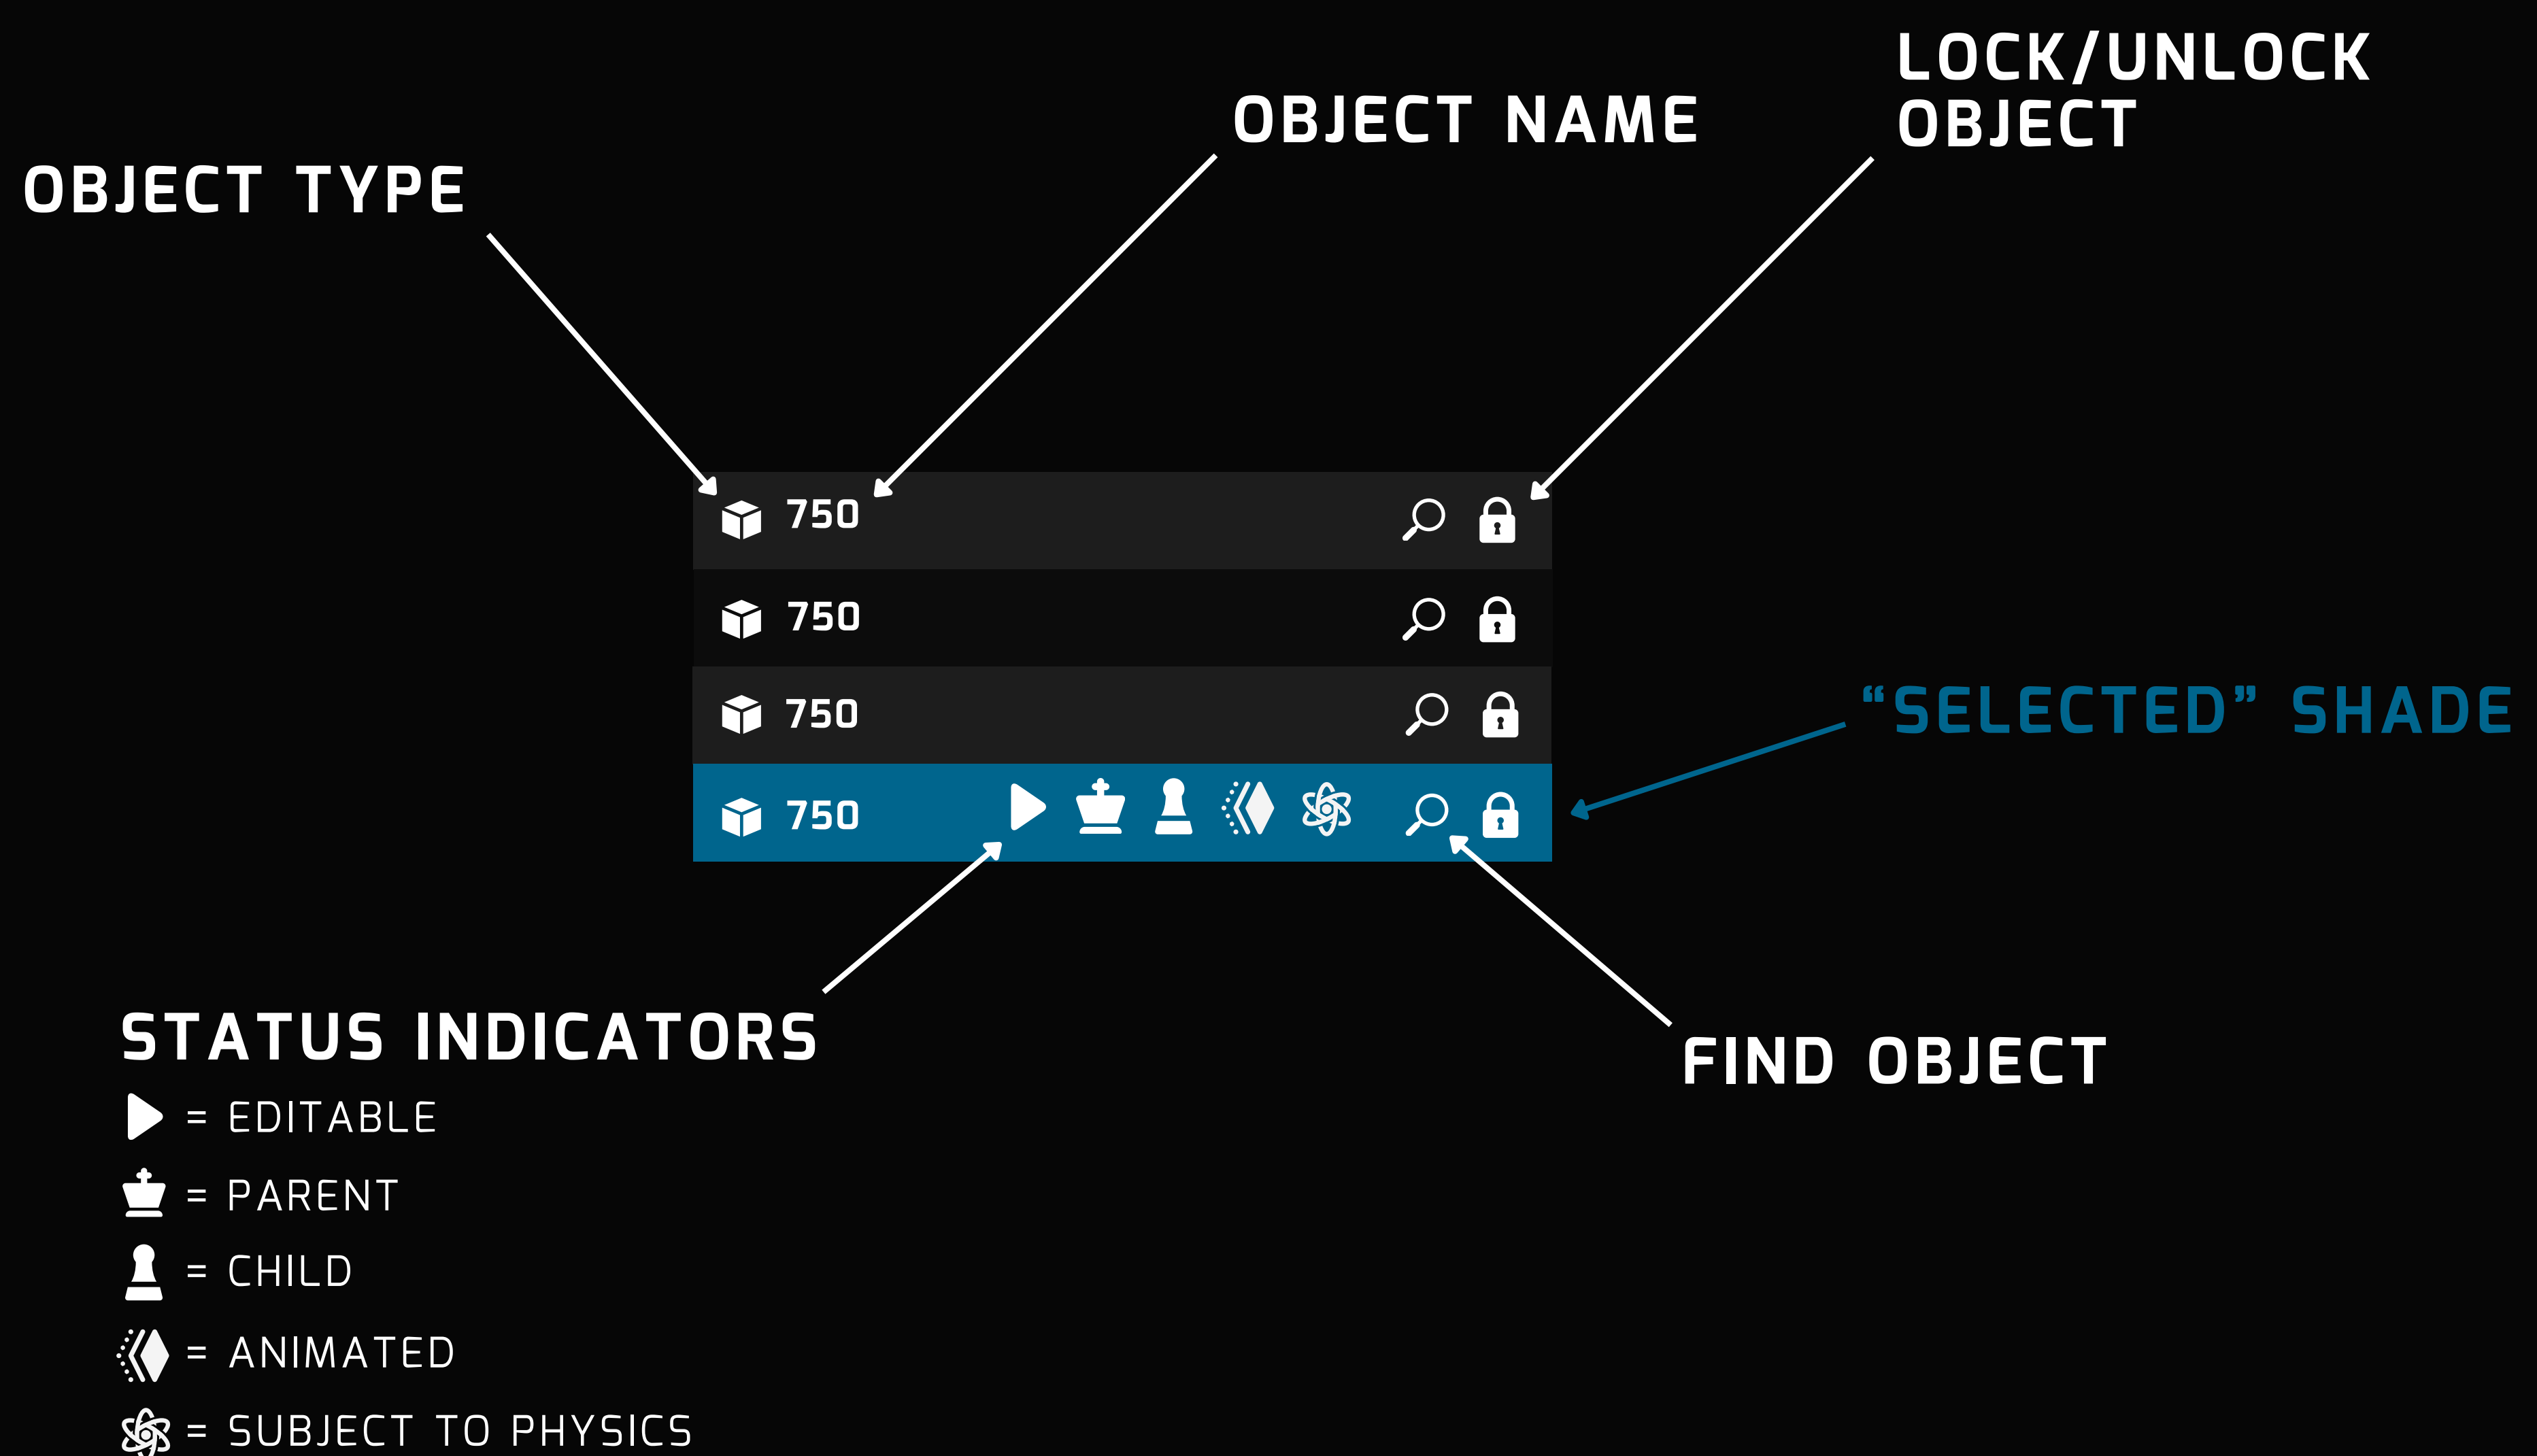 LOCK/UNLOCK
OBJECT
OBJECT NAME
OBJECT TYPE
750
750
750
750
“SELECTED” SHADE
STATUS INDICATORS
= EDITABLE
= PARENT
= CHILD
= ANIMATED
= SUBJECT TO PHYSICS
FIND OBJECT